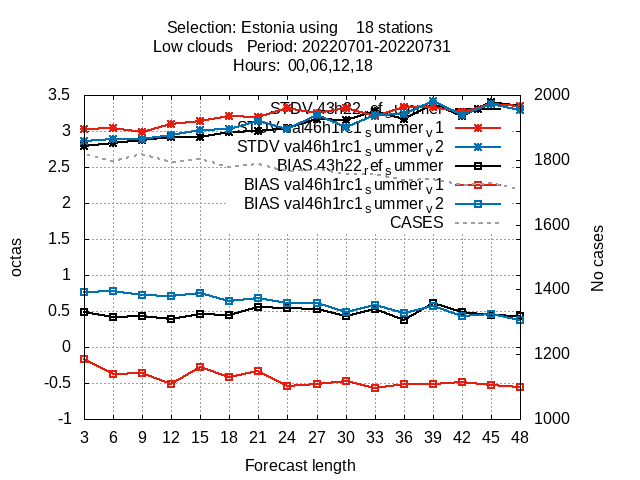 Selection: Estonia using 18 stations
Low clouds Period: 20220701-20220731
Hours: 00,06,12,18
STDV 43h22_ref_summer
STDV val46h1rc1_summer_v1
STDV val46h1rc1_summer_v2
BIAS 43h22_ref_summer
BIAS val46h1rc1_summer_v1
BIAS val46h1rc1_summer_v2
CASES
3.5
3
2.5
2
1.5
1
0.5
0
-0.5
-1
octas
2000
1800
1600
1400
1200
1000
No cases
3 6 9 12 15 18 21 24 27 30 33 36 39 42 45 48
Forecast length